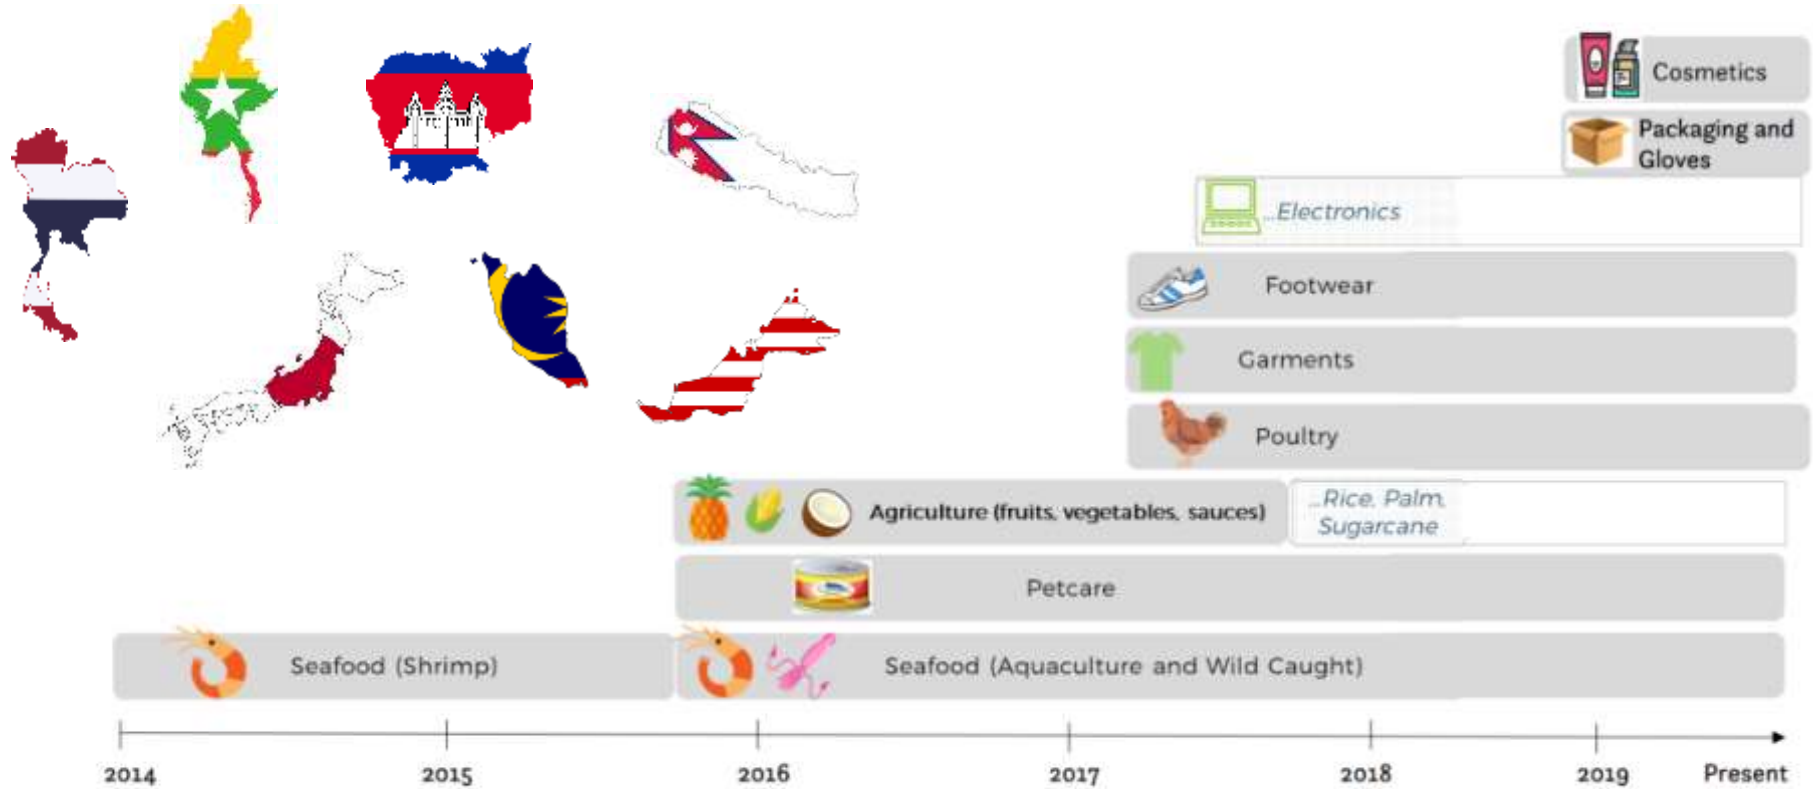 Cosmetics
Packaging and
Gloves
...Electronics
Footwear
Garments
Poultry
Agriculture (fruits, vegetables, sauces)
...Rice, Palm,
Sugarcane
Petcare
Seafood (Shrimp)
Seafood (Aquaculture and Wild Caught)
2014
2015
2016
2017
2018
2019
Present